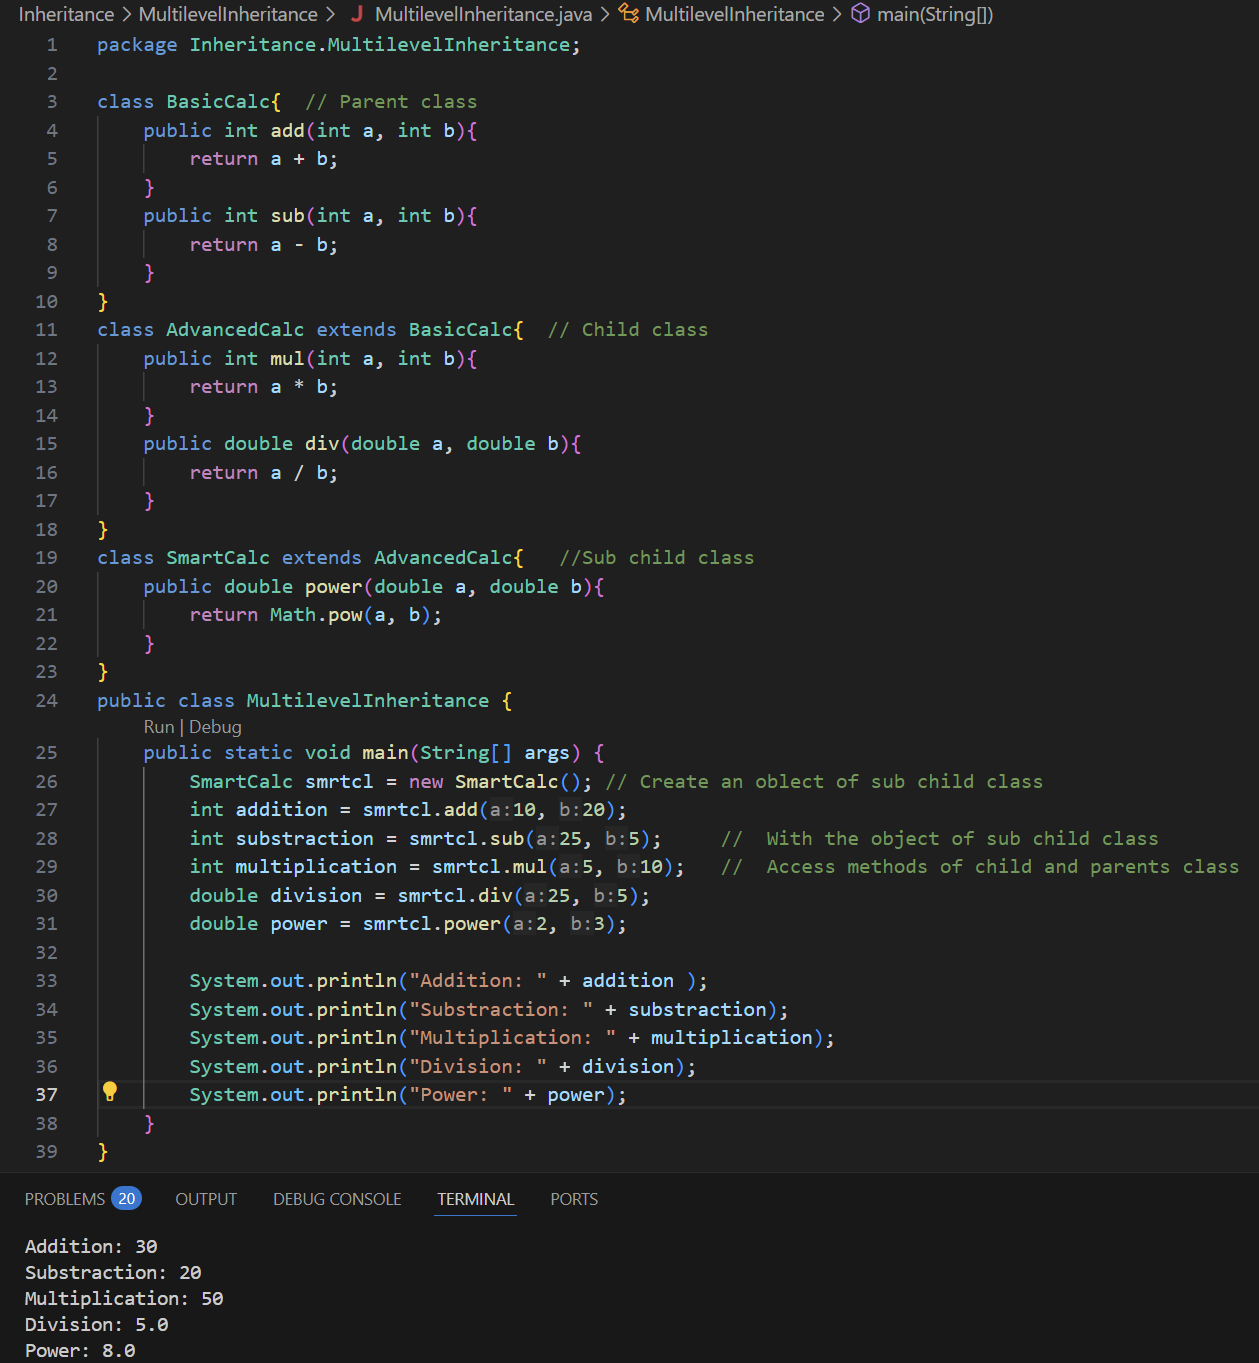 Inheritance > MultilevelInheritance > J MultilevelInheritance.java > MultilevelInheritance > main(String[])
1 package Inheritance.MultilevelInheritance;
2
3 class BasicCalc{  // Parent class
4     public int add(int a, int b){
5         return a + b;
6     }
7     public int sub(int a, int b){
8         return a - b;
9     }
10 }
11 class AdvancedCalc extends BasicCalc{  // Child class
12     public int mul(int a, int b){
13         return a * b;
14     }
15     public double div(double a, double b){
16         return a / b;
17     }
18 }
19 class SmartCalc extends AdvancedCalc{   //Sub child class
20     public double power(double a, double b){
21         return Math.pow(a, b);
22     }
23 }
24 public class MultilevelInheritance {
Run | Debug
25     public static void main(String[] args) {
26         SmartCalc smrtcl = new SmartCalc(); // Create an oblect of sub child class
27         int addition = smrtcl.add(a:10, b:20);
28         int substraction = smrtcl.sub(a:25, b:5);     //  With the object of sub child class
29         int multiplication = smrtcl.mul(a:5, b:10);   //  Access methods of child and parents class
30         double division = smrtcl.div(a:25, b:5);
31         double power = smrtcl.power(a:2, b:3);
32
33         System.out.println("Addition: " + addition );
34         System.out.println("Substraction: " + substraction);
35         System.out.println("Multiplication: " + multiplication);
36         System.out.println("Division: " + division);
37         System.out.println("Power: " + power);
38     }
39 }
PROBLEMS 20 OUTPUT DEBUG CONSOLE TERMINAL PORTS
Addition: 30
Substraction: 20
Multiplication: 50
Division: 5.0
Power: 8.0